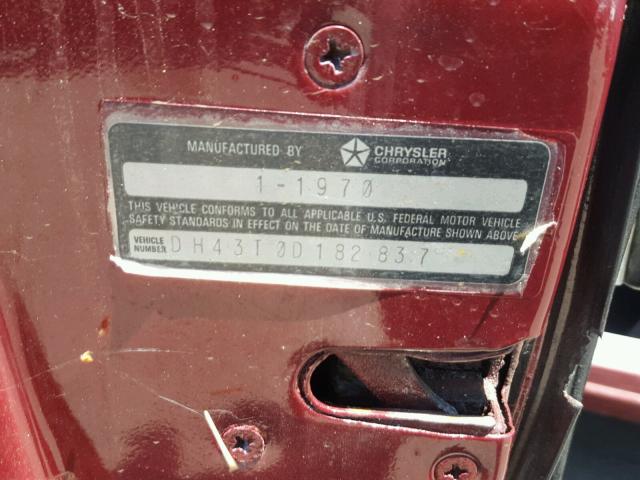 MANUFACTURED BY CHRYSLER CORPORATION
1-1970
THIS VEHICLE CONFORMS TO ALL APPLICABLE U.S. FEDERAL MOTOR VEHICLE
SAFETY STANDARDS IN EFFECT ON THE DATE OF MANUFACTURE SHOWN ABOVE
VEHICLE NUMBER DH43T0D182837